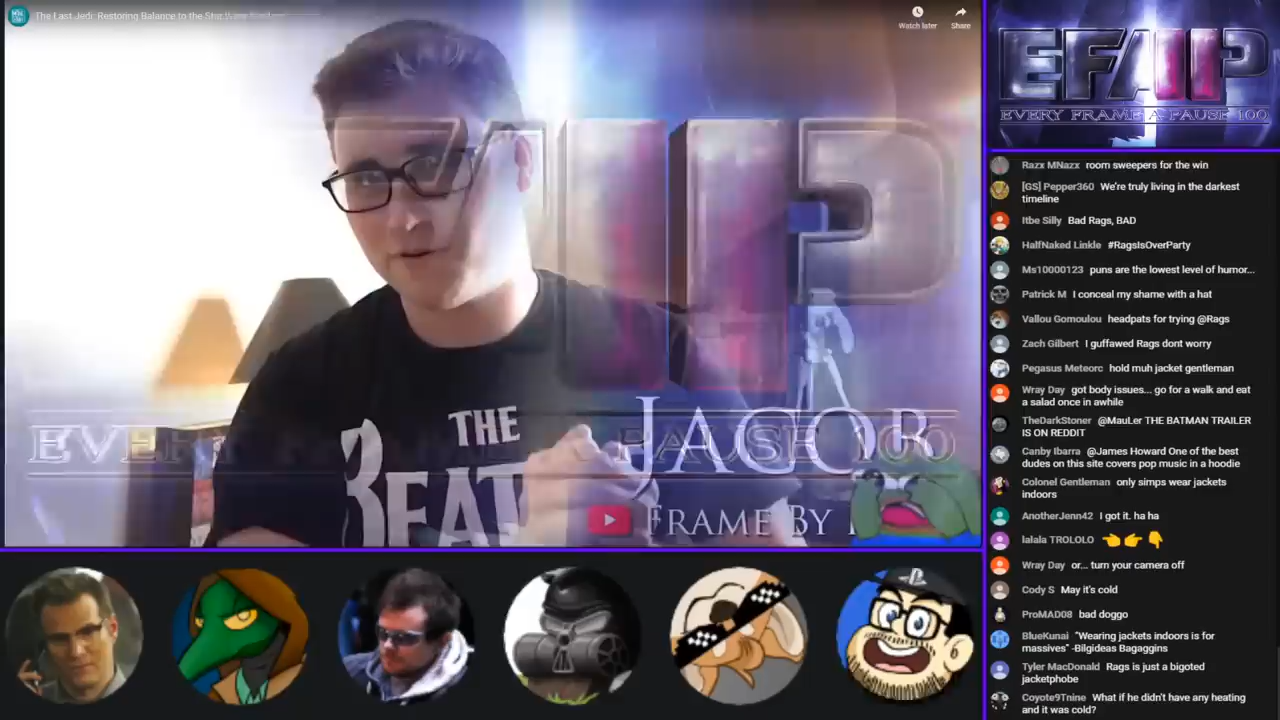 The Last Jedi: Restoring Balance to the Star Wars
Watch later
Share
EFAP
EVERY FRAME A PAUSE 100
AP
EVERY
PAUSE 100
JACOB
FRAME BY
THE
BEAT
Razx MNazx room sweepers for the win
[GS] Pepper360 We're truly living in the darkest
timeline
Itbe Silly Bad Rags, BAD
HalfNaked Linkle #RagsIsOverParty
Ms10000123 puns are the lowest level of humor...
Patrick M I conceal my shame with a hat
Vallou Gomoulou headpats for trying @Rags
Zach Gilbert I guffawed Rags dont worry
Pegasus Meteorc hold muh jacket gentleman
Wray Day got body issues... go for a walk and eat
a salad once in awhile
TheDarkStoner @MauLer THE BATMAN TRAILER
IS ON REDDIT
Canby Ibarra @James Howard One of the best
dudes on this site covers pop music in a hoodie
Colonel Gentleman only simps wear jackets
indoors
AnotherJenn42 I got it. ha ha
lalala TROLOLO 👈👉👇
Wray Day or... turn your camera off
Cody S May it's cold
ProMAD08 bad doggo
BlueKunai "Wearing jackets indoors is for
massives" -Bilgideas Bagaggins
Tyler MacDonald Rags is just a bigoted
jacketphobe
Coyote9Tnine What if he didn't have any heating
and it was cold?